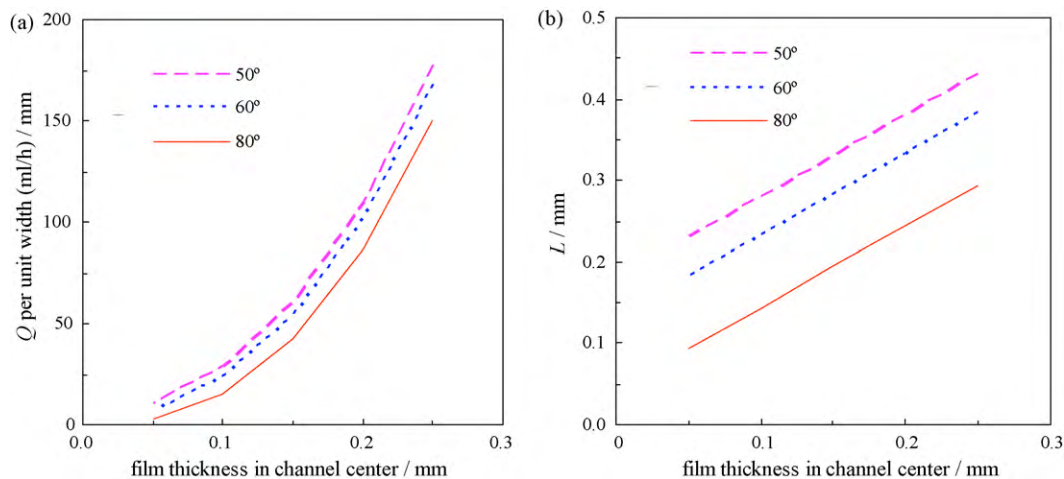 (a)
200
150
100
50
0
Q per unit width (ml/h) / mm
50º
60º
80º
0.0
0.1
0.2
0.3
film thickness in channel center / mm
(b)
0.5
0.4
0.3
0.2
0.1
0.0
L / mm
50º
60º
80º
0
0.1
0.2
0.3
film thickness in channel center / mm